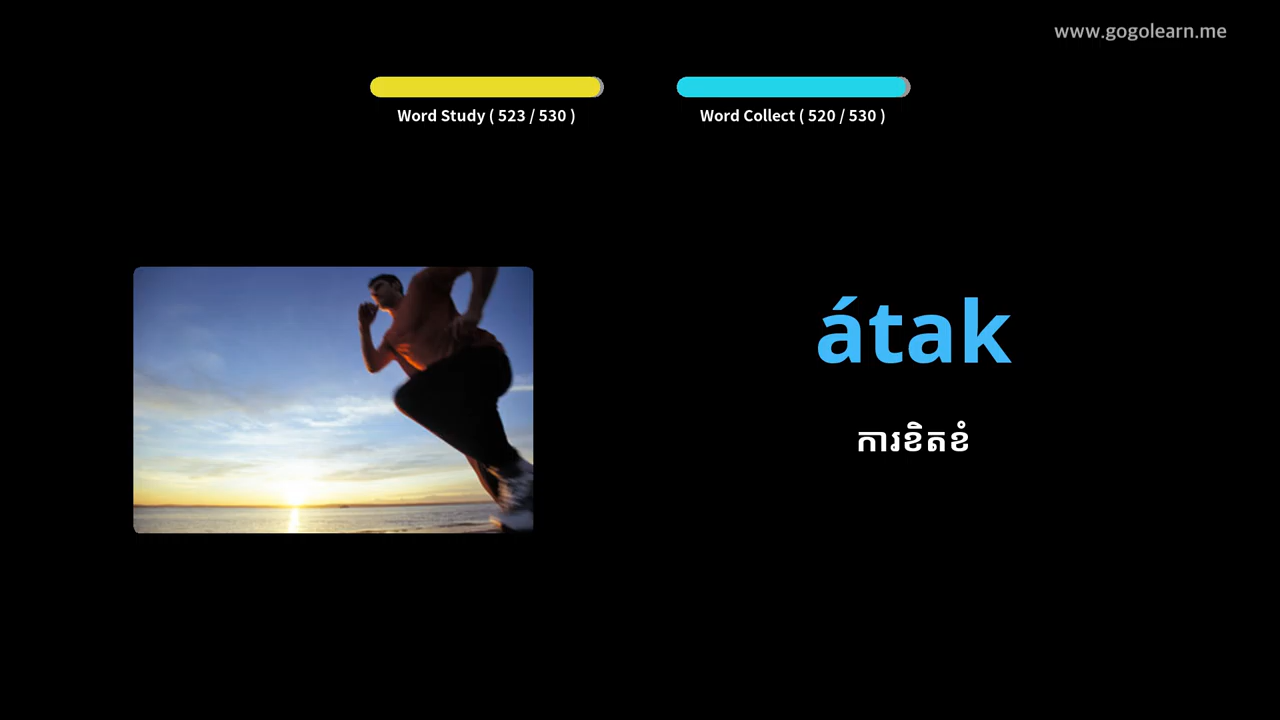 www.gogolearn.me
Word Study ( 523 / 530 )
Word Collect ( 520 / 530 )
átak
ការខិតខំ